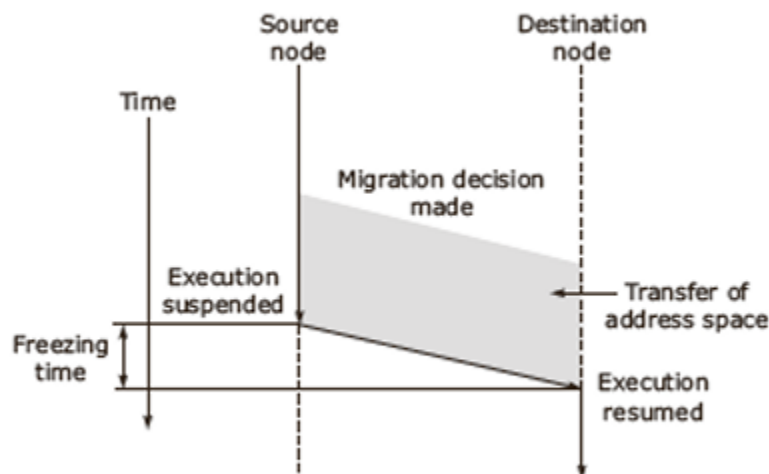 Source
node
Destination
node
Time
Migration decision
made
Execution
suspended
Transfer of
address space
Freezing
time
Execution
resumed